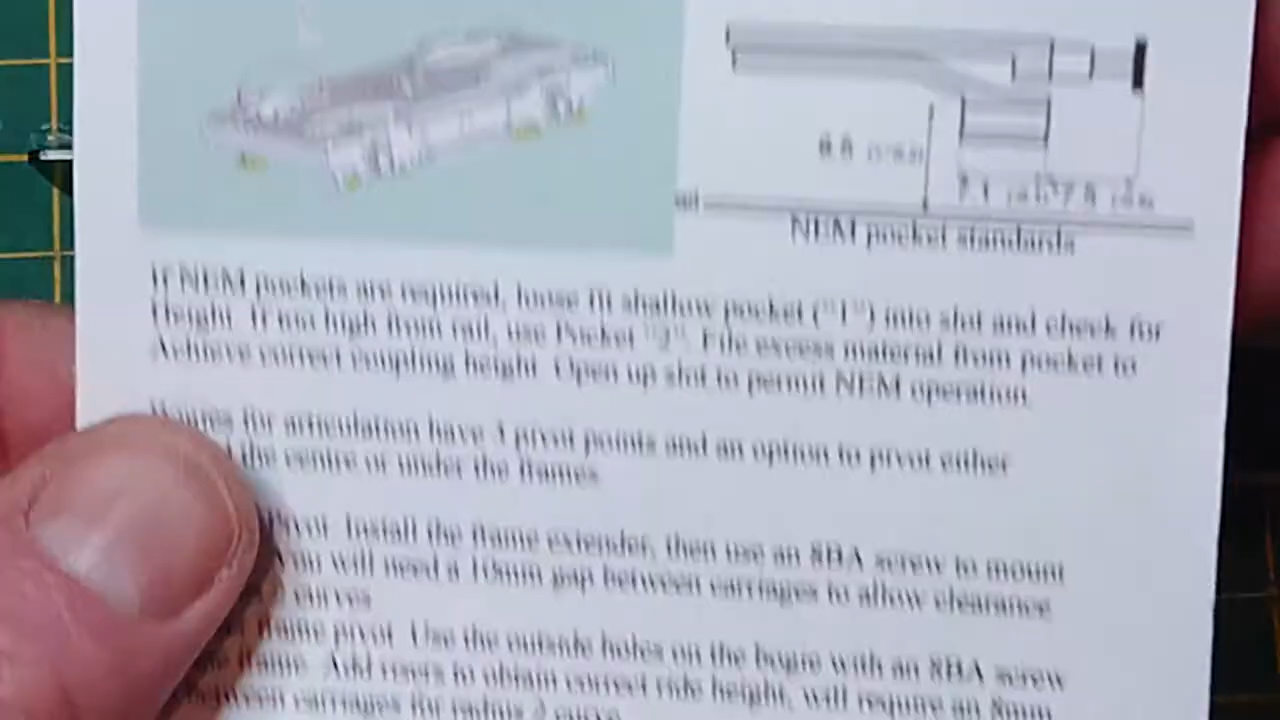 NEM pocket standards
If NEM pockets are required, loose fit shallow pocket ("1") into slot and check for
Height. If too high from rail, use Pocket "2". File excess material from pocket to
Achieve correct coupling height. Open up slot to permit NEM operation.
for articulation have 3 pivot points and an option to pivot either
the centre or under the frames
Pivot. Install the frame extender, then use an 8BA screw to mount
You will need a 10mm gap between carriages to allow clearance
curves
frame pivot. Use the outside holes on the bogie with an 8BA screw
frame. Add risers to obtain correct ride height, will require an 8mm
between carriages for radius curve